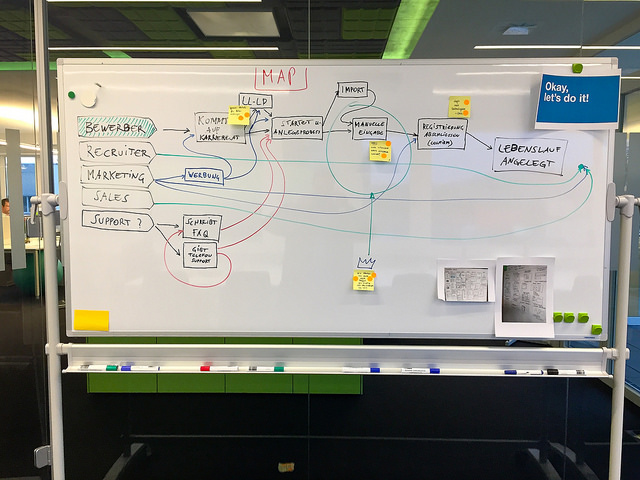 MAP
Okay,
let's do it!
IMPORT
LL-LD
BEWERBER
KOMMT
AUF
KARRIERE.AT
STARTET U.
ANLEGEPROZESS
MANUELLE
EINGABE
REGISTRIERUNG
ABSCHLIESSEN
(CONFIRM)
LEBENSLAUF
ANGELEGT
RECRUITER
MARKETING
WERBUNG
SALES
SUPPORT ?
SCHREIBT
FAQ
GIBT
TELEFON
SUPPORT